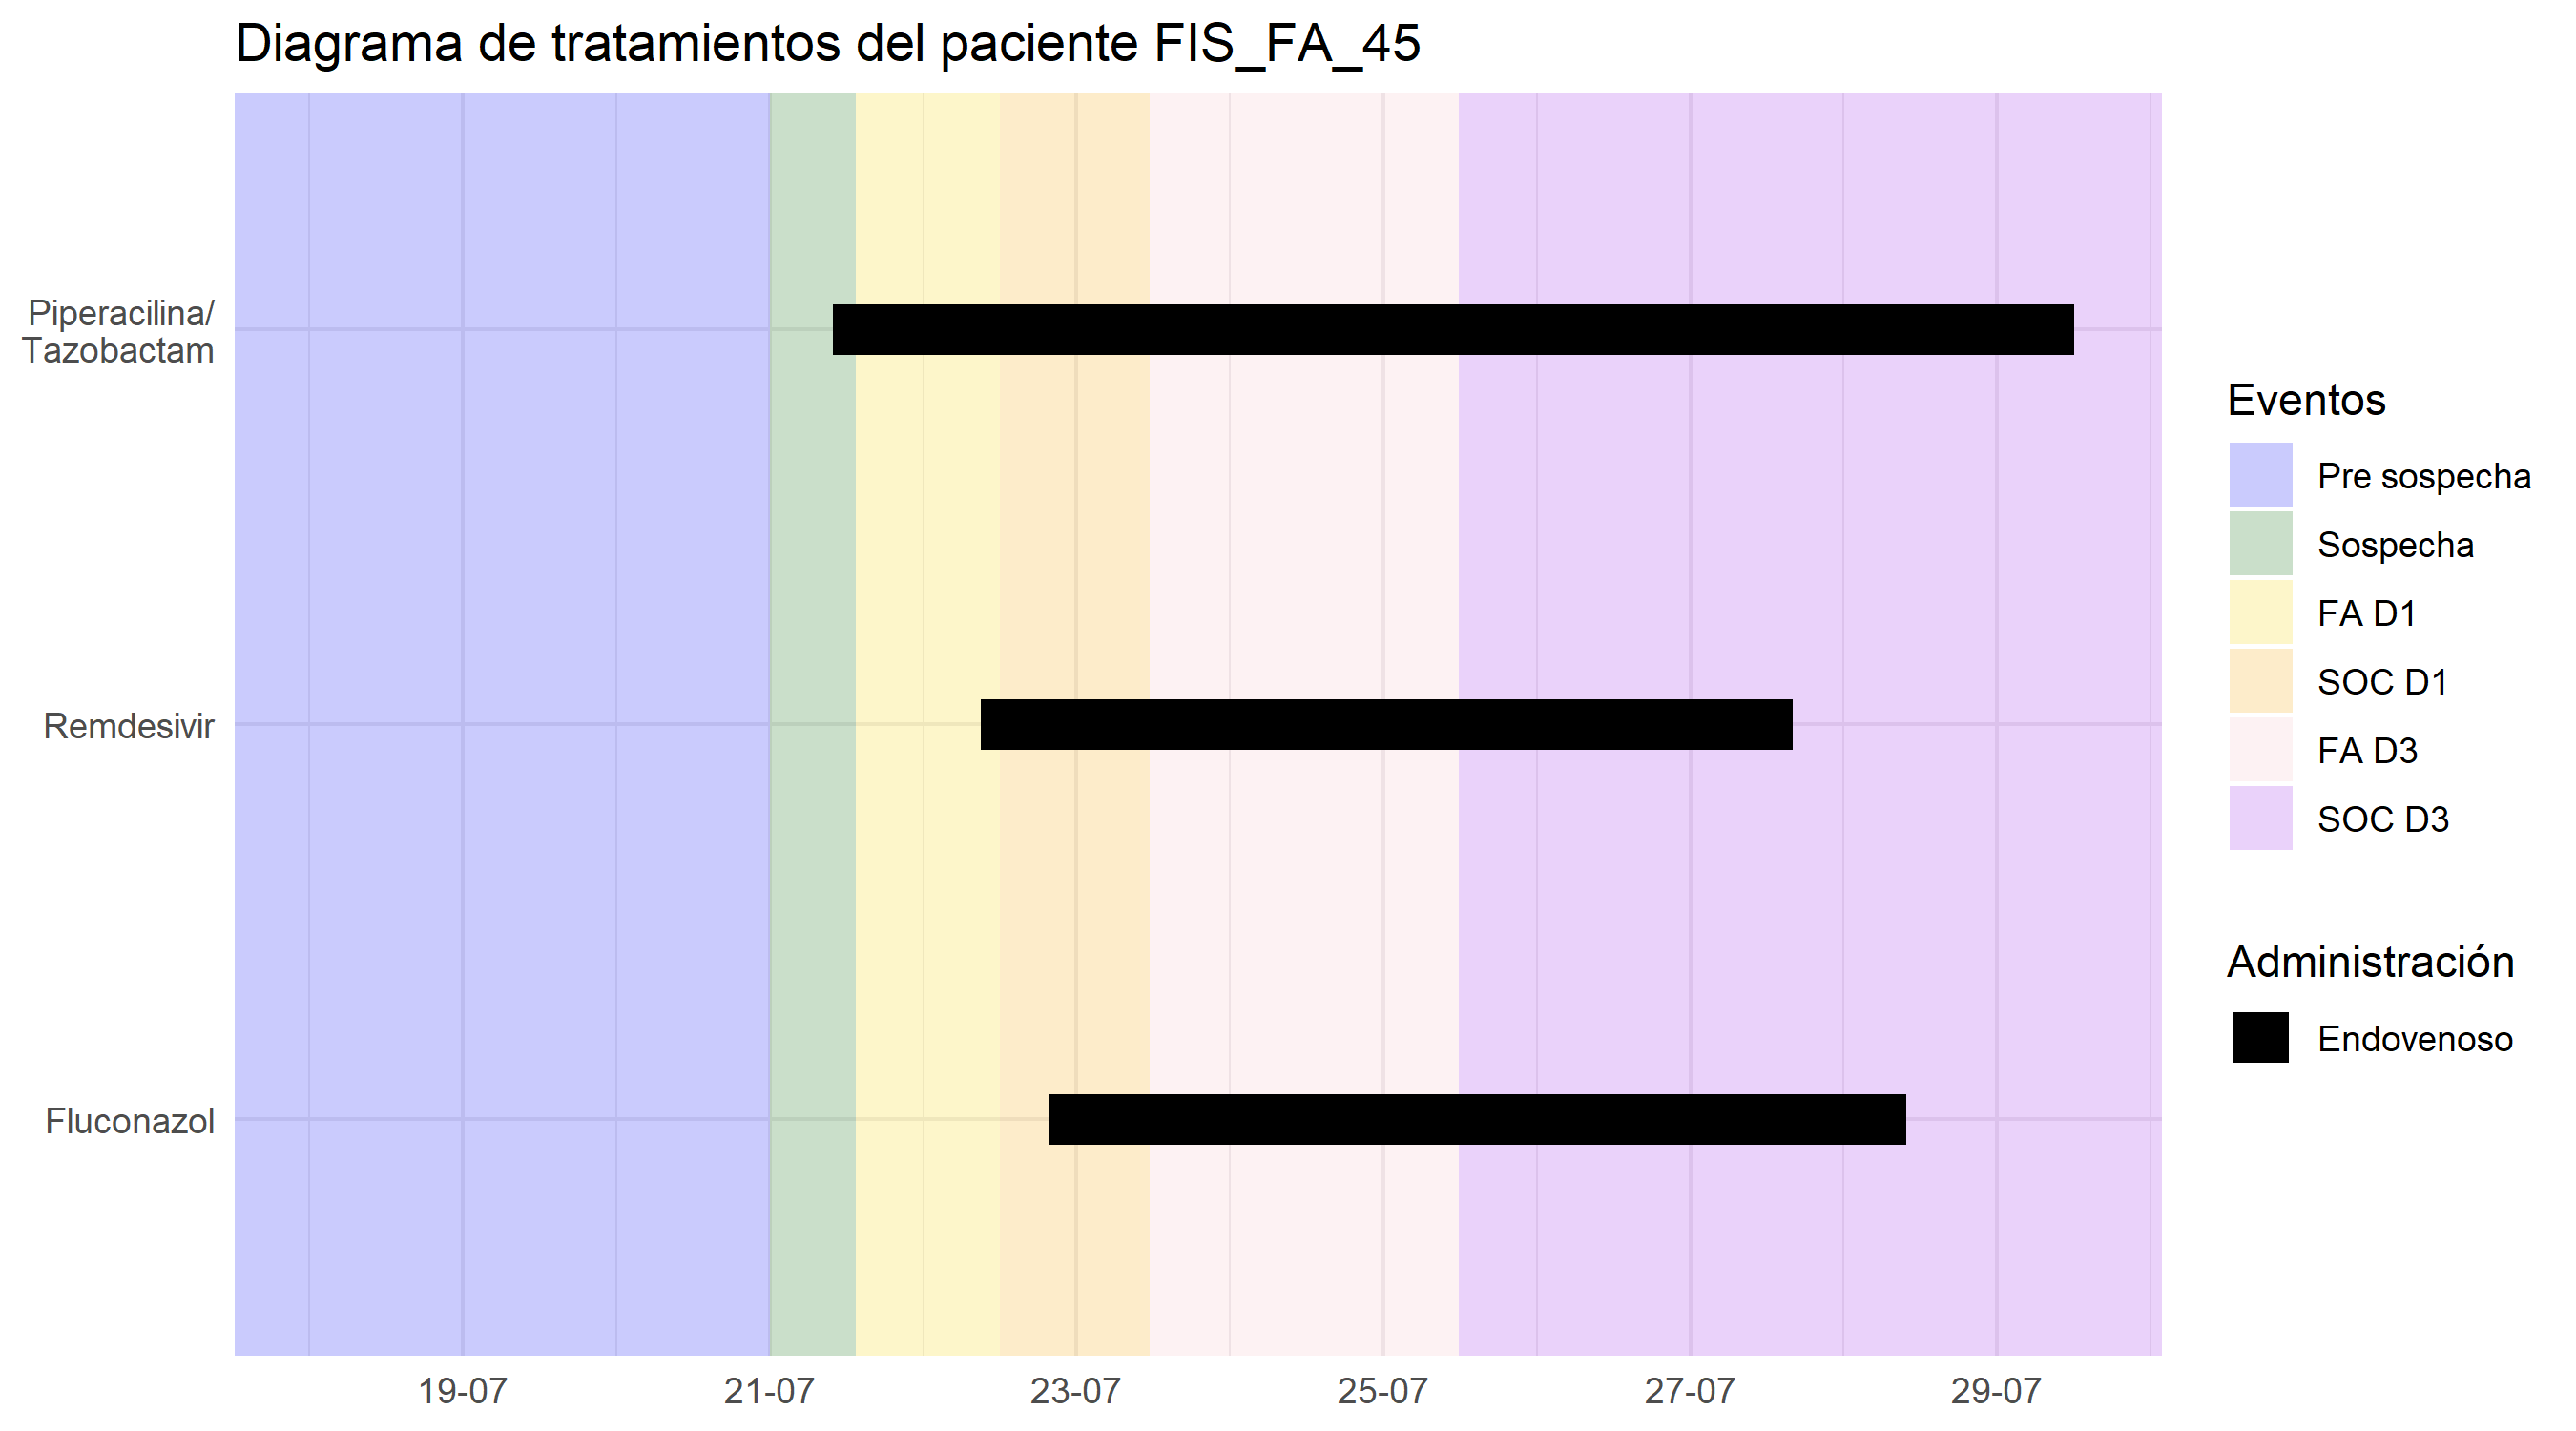 Diagrama de tratamientos del paciente FIS_FA_45
Piperacilina/
Tazobactam
Remdesivir
Fluconazol
19-07
21-07
23-07
25-07
27-07
29-07
Eventos
Pre sospecha
Sospecha
FA D1
SOC D1
FA D3
SOC D3
Administración
Endovenoso